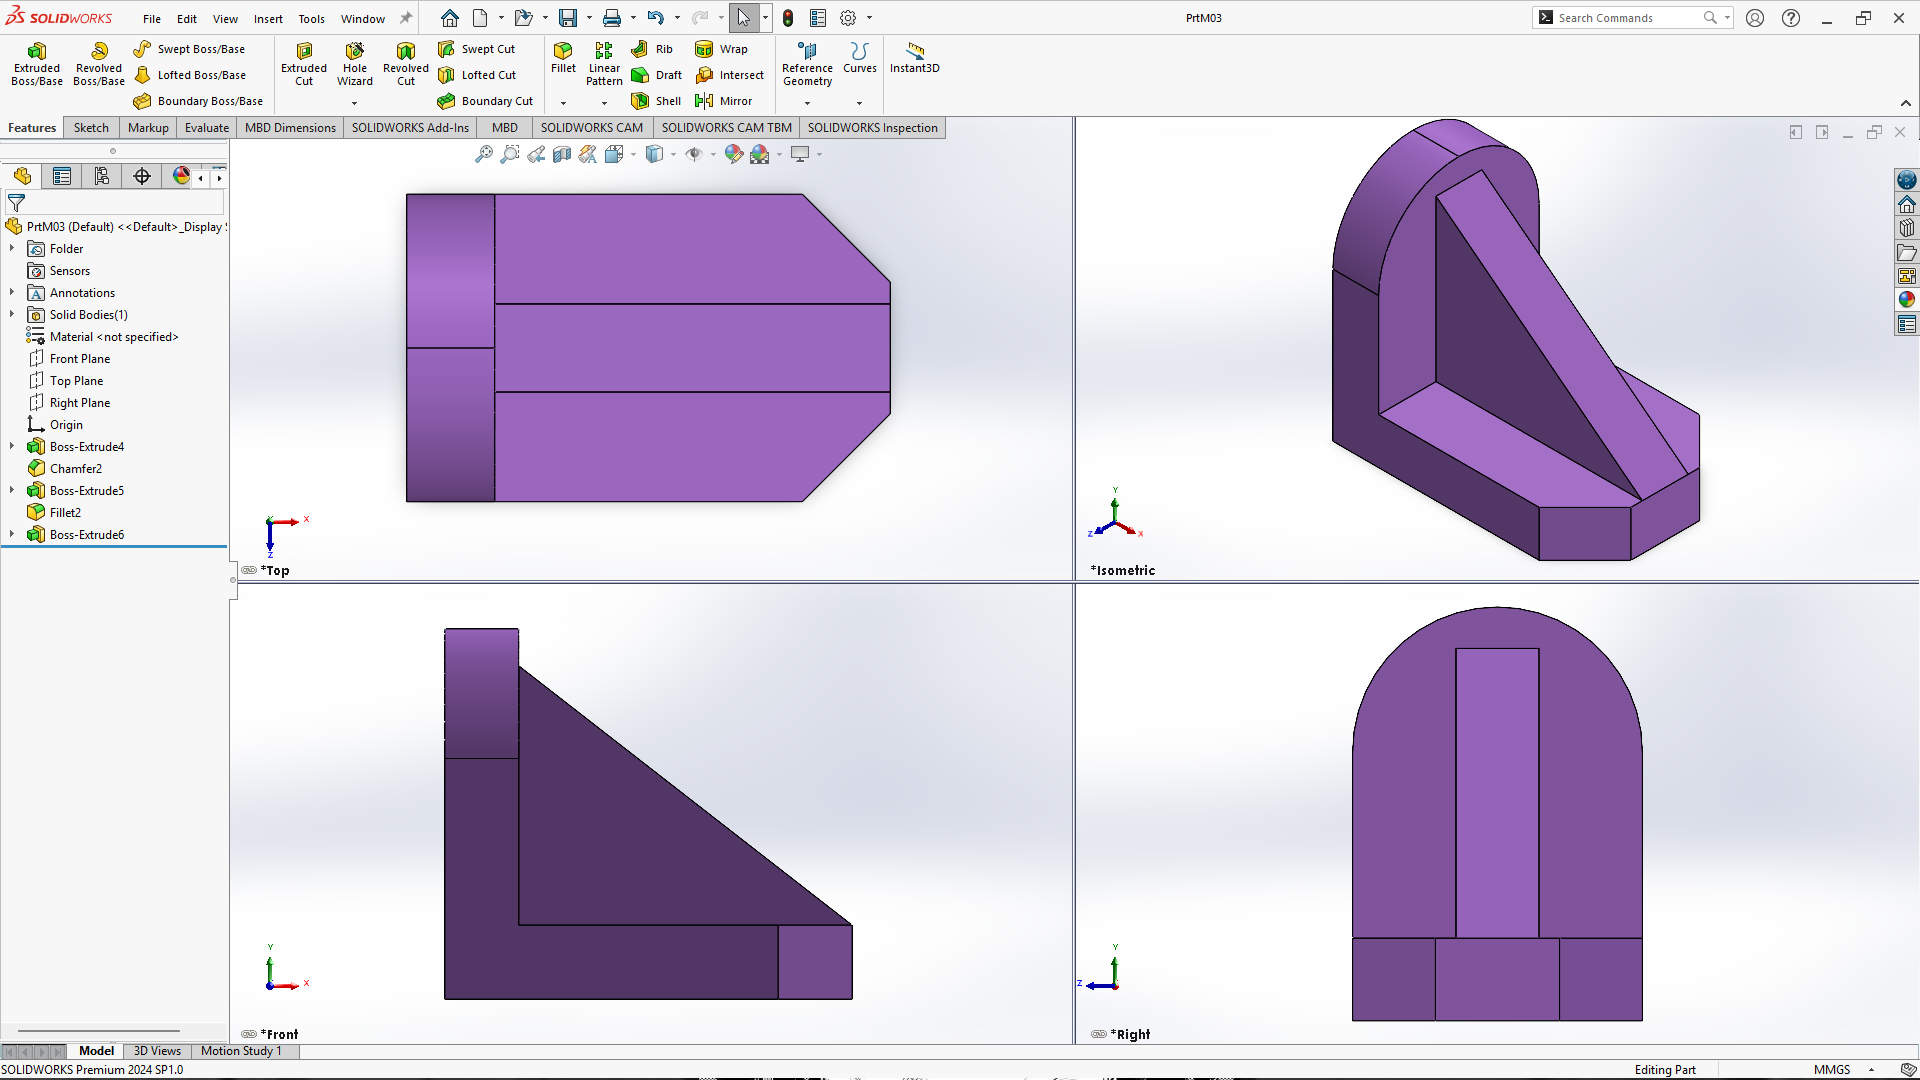 SOLIDWORKS File Edit View Insert Tools Window PrtM03 Search Commands
Extruded Boss/Base
Revolved Boss/Base
Swept Boss/Base
Lofted Boss/Base
Boundary Boss/Base
Extruded Cut
Hole Wizard
Revolved Cut
Swept Cut
Lofted Cut
Boundary Cut
Fillet
Linear Pattern
Rib
Draft
Shell
Wrap
Intersect
Mirror
Reference Geometry
Curves
Instant3D
Features Sketch Markup Evaluate MBD Dimensions SOLIDWORKS Add-Ins MBD SOLIDWORKS CAM SOLIDWORKS CAM TBM SOLIDWORKS Inspection
PrtM03 (Default) <<Default>_Display
Folder
Sensors
Annotations
Solid Bodies(1)
Material <not specified>
Front Plane
Top Plane
Right Plane
Origin
Boss-Extrude4
Chamfer2
Boss-Extrude5
Fillet2
Boss-Extrude6
X
Z
*Top
Y
Z
X
*Isometric
Y
X
*Front
Y
Z
*Right
Model 3D Views Motion Study 1
SOLIDWORKS Premium 2024 SP1.0 Editing Part MMGS